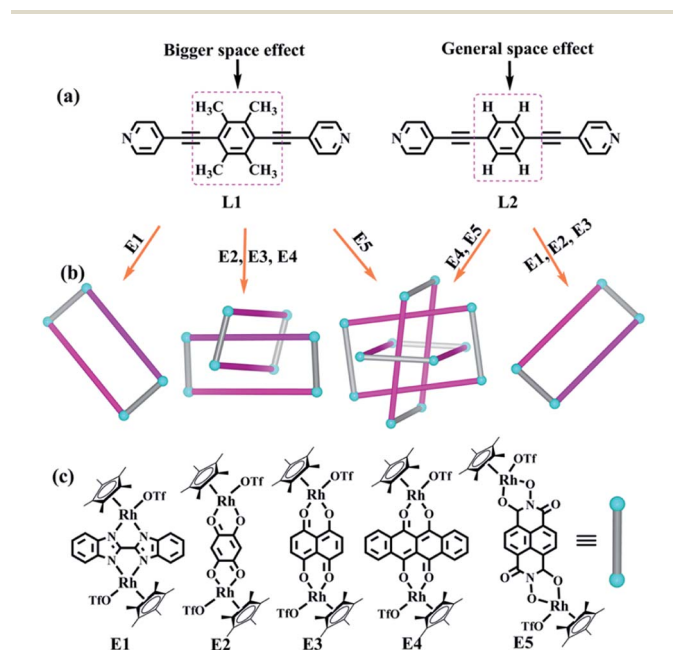 Bigger space effect
General space effect
(a)
H₃C CH₃ H H
N N N N
H₃C CH₃ H H
L1 L2
E1 E2, E3, E4 E5 E4, E5 E1, E2, E3
(b)
(c)
OTf OTf OTf OTf OTf
Rh Rh Rh Rh Rh
N N O O O O O O O O N O
N N O O O O O O O N O O
Rh Rh Rh Rh Rh
TfO TfO TfO TfO TfO
≡
E1 E2 E3 E4 E5